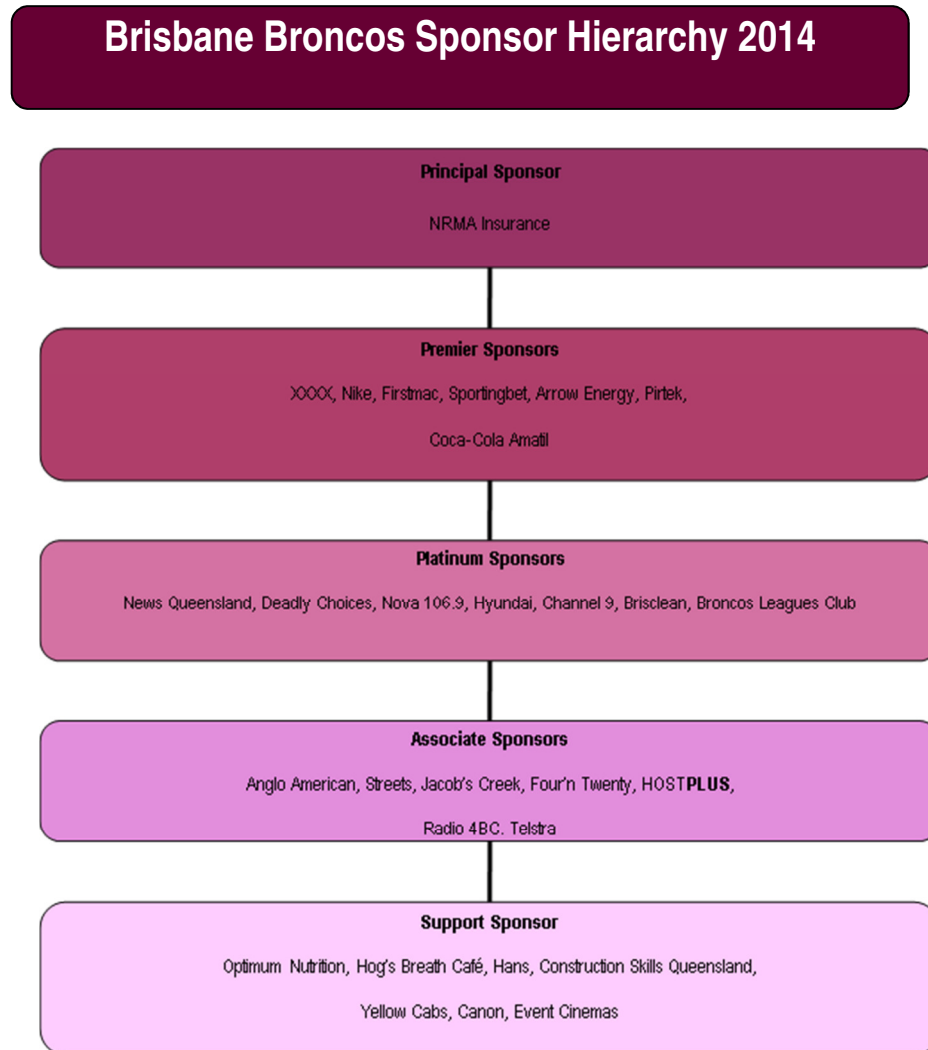 Brisbane Broncos Sponsor Hierarchy 2014
Principal Sponsor
NRMA Insurance
Premier Sponsors
XXXX, Nike, Firstmac, Sportingbet, Arrow Energy, Pirtek,
Coca-Cola Amatil
Platinum Sponsors
News Queensland, Deadly Choices, Nova 106.9, Hyundai, Channel 9, Brisclean, Broncos Leagues Club
Associate Sponsors
Anglo American, Streets, Jacob's Creek, Four'n Twenty, HOSTPLUS,
Radio 4BC. Telstra
Support Sponsor
Optimum Nutrition, Hog's Breath Café, Hans, Construction Skills Queensland,
Yellow Cabs, Canon, Event Cinemas